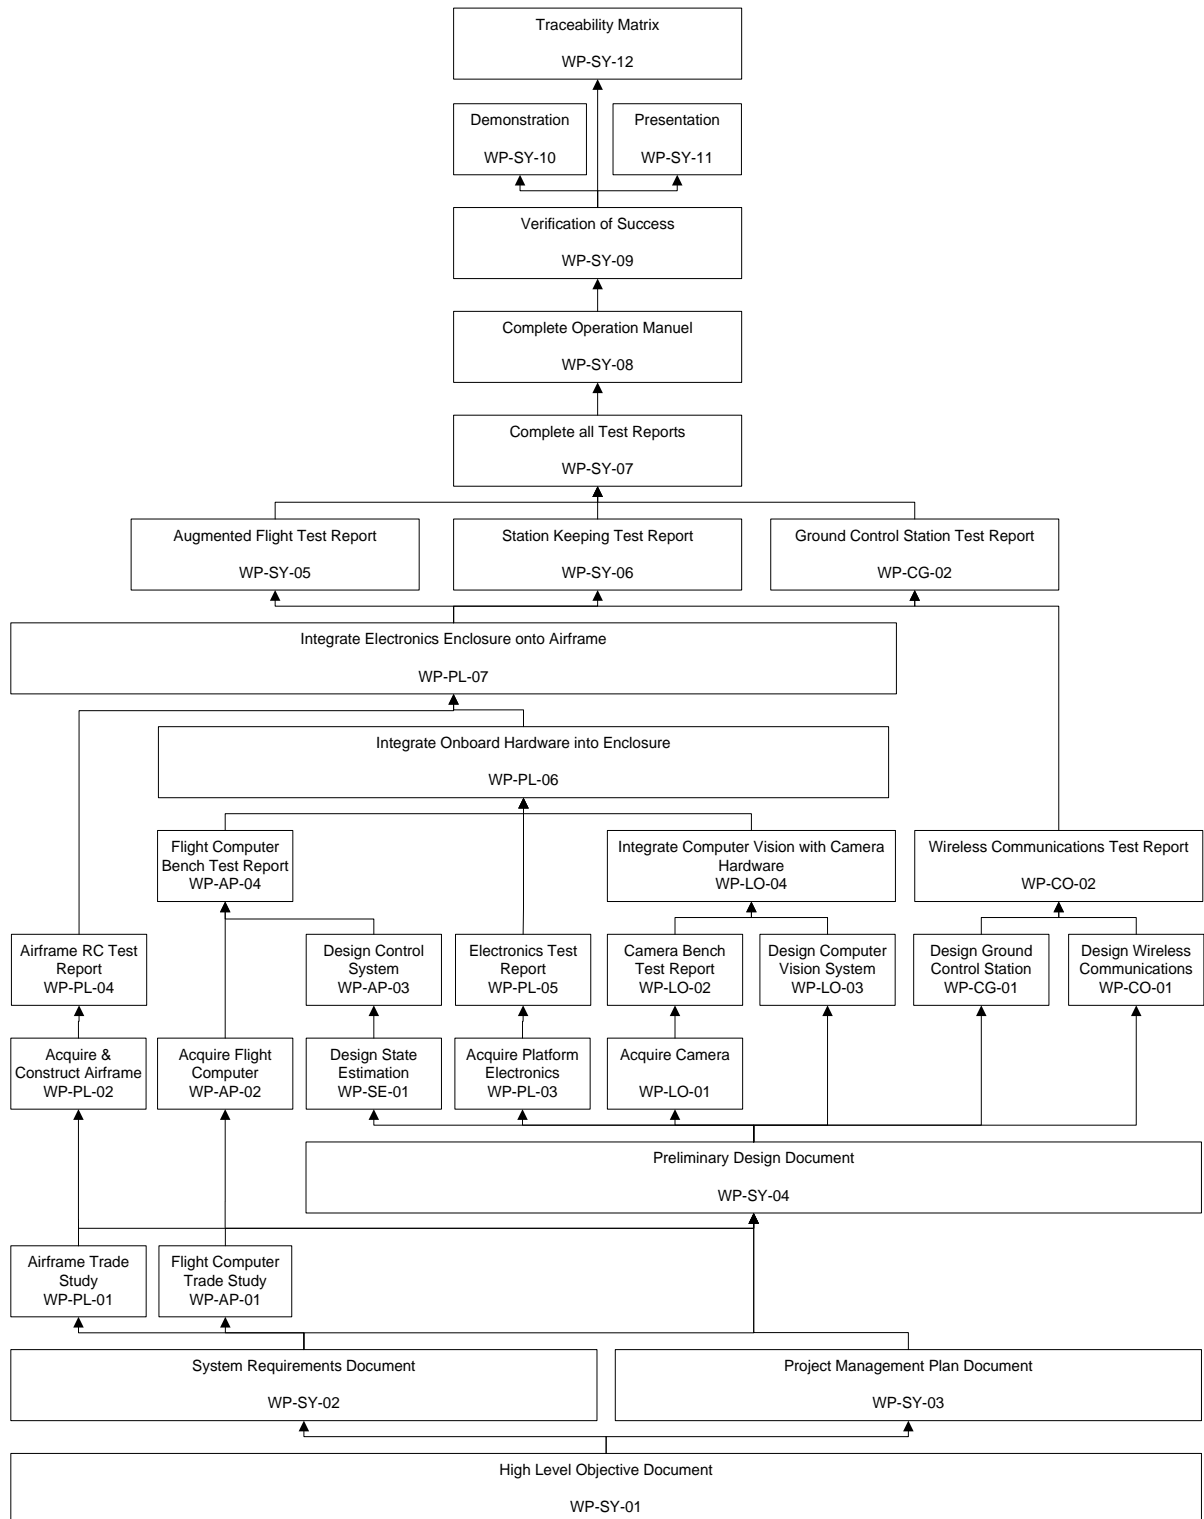 Traceability Matrix
WP-SY-12
Demonstration
WP-SY-10
Presentation
WP-SY-11
Verification of Success
WP-SY-09
Complete Operation Manuel
WP-SY-08
Complete all Test Reports
WP-SY-07
Augmented Flight Test Report
WP-SY-05
Station Keeping Test Report
WP-SY-06
Ground Control Station Test Report
WP-CG-02
Integrate Electronics Enclosure onto Airframe
WP-PL-07
Integrate Onboard Hardware into Enclosure
WP-PL-06
Flight Computer
Bench Test Report
WP-AP-04
Integrate Computer Vision with Camera
Hardware
WP-LO-04
Wireless Communications Test Report
WP-CO-02
Airframe RC Test
Report
WP-PL-04
Design Control
System
WP-AP-03
Electronics Test
Report
WP-PL-05
Camera Bench
Test Report
WP-LO-02
Design Computer
Vision System
WP-LO-03
Design Ground
Control Station
WP-CG-01
Design Wireless
Communications
WP-CO-01
Acquire &
Construct Airframe
WP-PL-02
Acquire Flight
Computer
WP-AP-02
Design State
Estimation
WP-SE-01
Acquire Platform
Electronics
WP-PL-03
Acquire Camera
WP-LO-01
Preliminary Design Document
WP-SY-04
Airframe Trade
Study
WP-PL-01
Flight Computer
Trade Study
WP-AP-01
System Requirements Document
WP-SY-02
Project Management Plan Document
WP-SY-03
High Level Objective Document
WP-SY-01